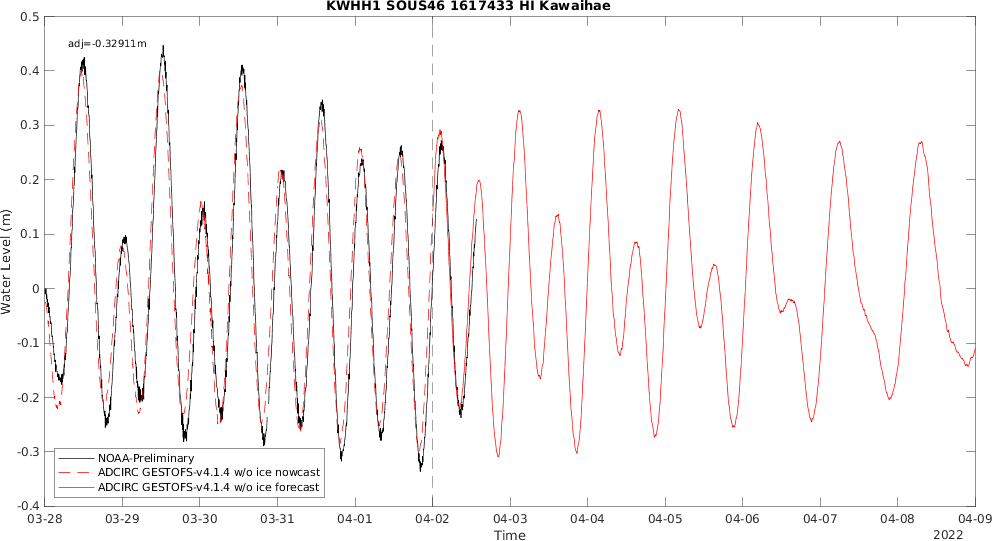 KWHH1 SOUS46 1617433 HI Kawaihae
adj=-0.32911m
0.5
0.4
0.3
0.2
0.1
0
-0.1
-0.2
-0.3
-0.4
Water Level (m)
NOAA-Preliminary
ADCIRC GESTOFS-v4.1.4 w/o ice nowcast
ADCIRC GESTOFS-v4.1.4 w/o ice forecast
03-28 03-29 03-30 03-31 04-01 04-02 04-03 04-04 04-05 04-06 04-07 04-08 04-09
Time
2022